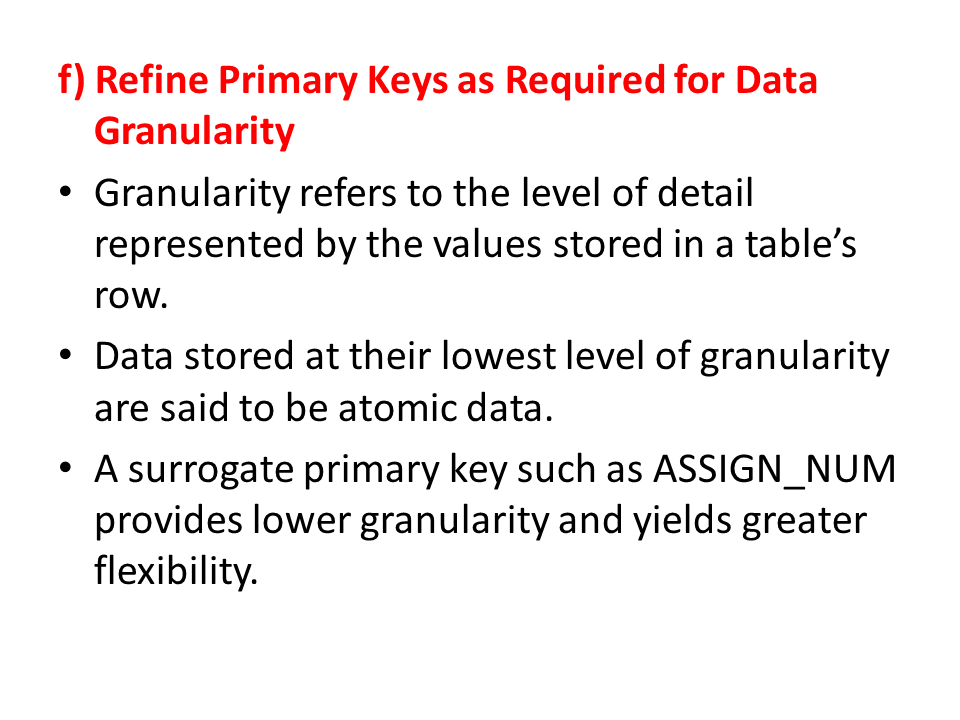 f) Refine Primary Keys as Required for Data
Granularity
• Granularity refers to the level of detail
represented by the values stored in a table’s
row.
• Data stored at their lowest level of granularity
are said to be atomic data.
• A surrogate primary key such as ASSIGN_NUM
provides lower granularity and yields greater
flexibility.